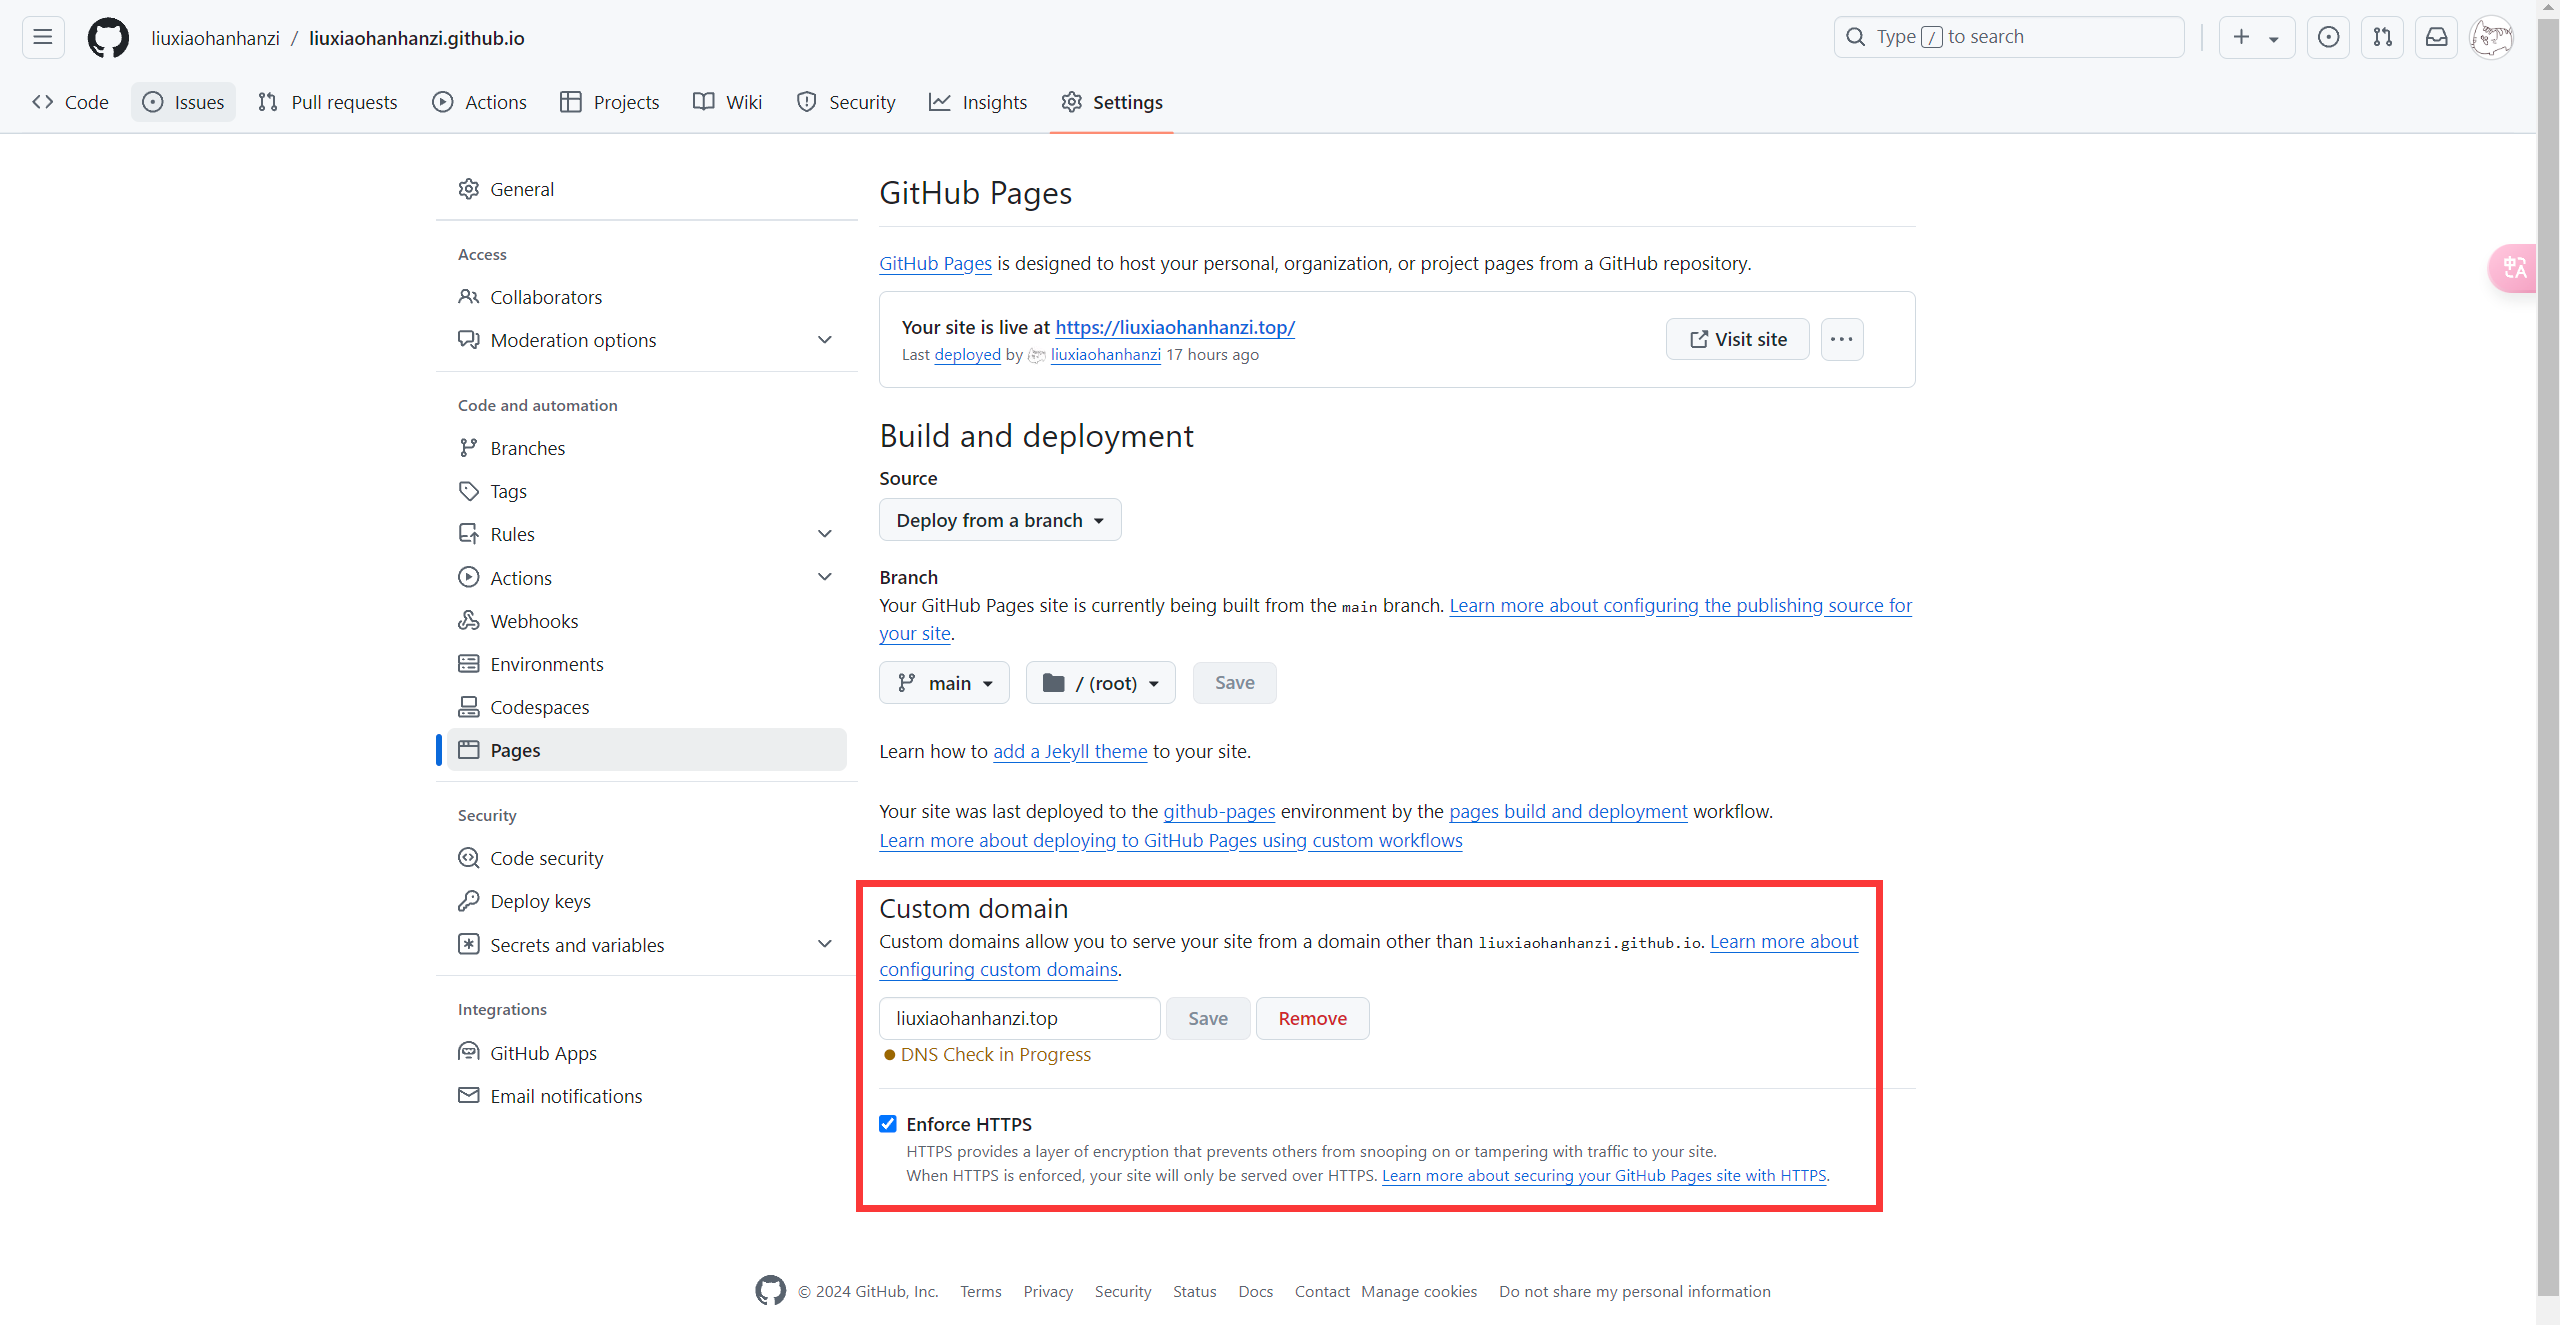 liuxiaohanhanzi / liuxiaohanhanzi.github.io
Type / to search
Code
Issues
Pull requests
Actions
Projects
Wiki
Security
Insights
Settings
General
Access
Collaborators
Moderation options
Code and automation
Branches
Tags
Rules
Actions
Webhooks
Environments
Codespaces
Pages
Security
Code security
Deploy keys
Secrets and variables
Integrations
GitHub Apps
Email notifications
GitHub Pages
GitHub Pages is designed to host your personal, organization, or project pages from a GitHub repository.
Your site is live at https://liuxiaohanhanzi.top/
Last deployed by liuxiaohanhanzi 17 hours ago
Visit site
Build and deployment
Source
Deploy from a branch
Branch
Your GitHub Pages site is currently being built from the main branch. Learn more about configuring the publishing source for
your site.
main
/ (root)
Save
Learn how to add a Jekyll theme to your site.
Your site was last deployed to the github-pages environment by the pages build and deployment workflow.
Learn more about deploying to GitHub Pages using custom workflows
Custom domain
Custom domains allow you to serve your site from a domain other than liuxiaohanhanzi.github.io. Learn more about
configuring custom domains.
liuxiaohanhanzi.top
Save
Remove
DNS Check in Progress
Enforce HTTPS
HTTPS provides a layer of encryption that prevents others from snooping on or tampering with traffic to your site.
When HTTPS is enforced, your site will only be served over HTTPS. Learn more about securing your GitHub Pages site with HTTPS.
中A
© 2024 GitHub, Inc.
Terms
Privacy
Security
Status
Docs
Contact
Manage cookies
Do not share my personal information